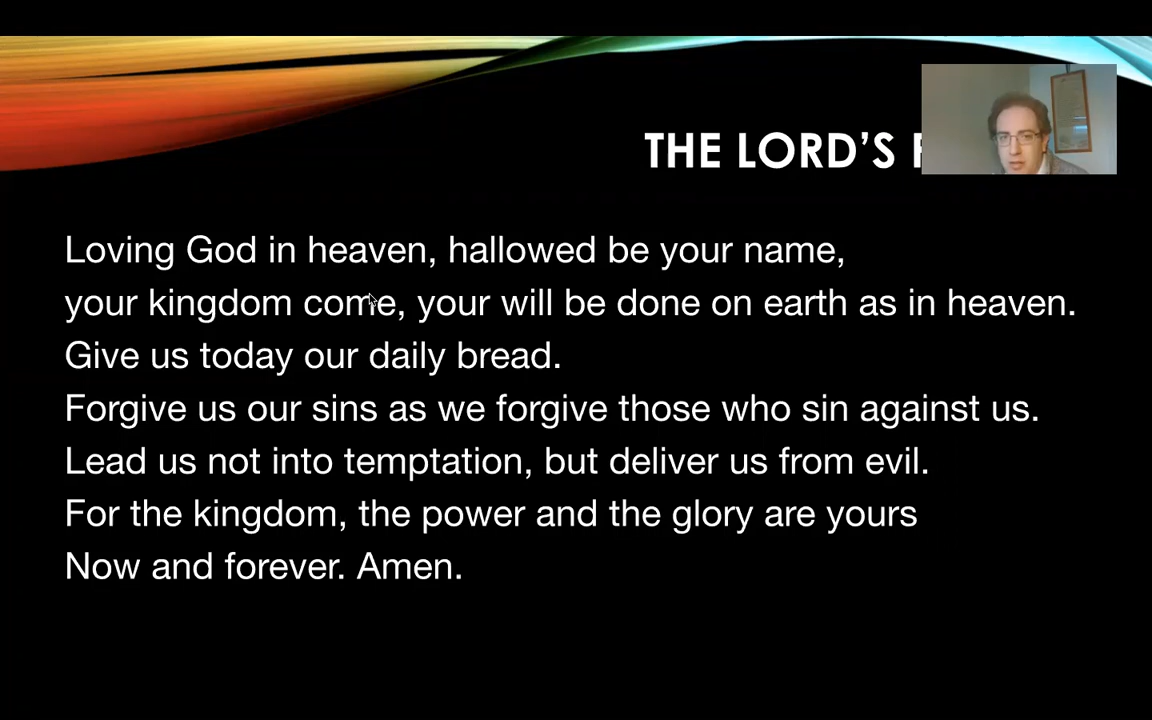 THE LORD’S
Loving God in heaven, hallowed be your name,
your kingdom come, your will be done on earth as in heaven.
Give us today our daily bread.
Forgive us our sins as we forgive those who sin against us.
Lead us not into temptation, but deliver us from evil.
For the kingdom, the power and the glory are yours
Now and forever. Amen.